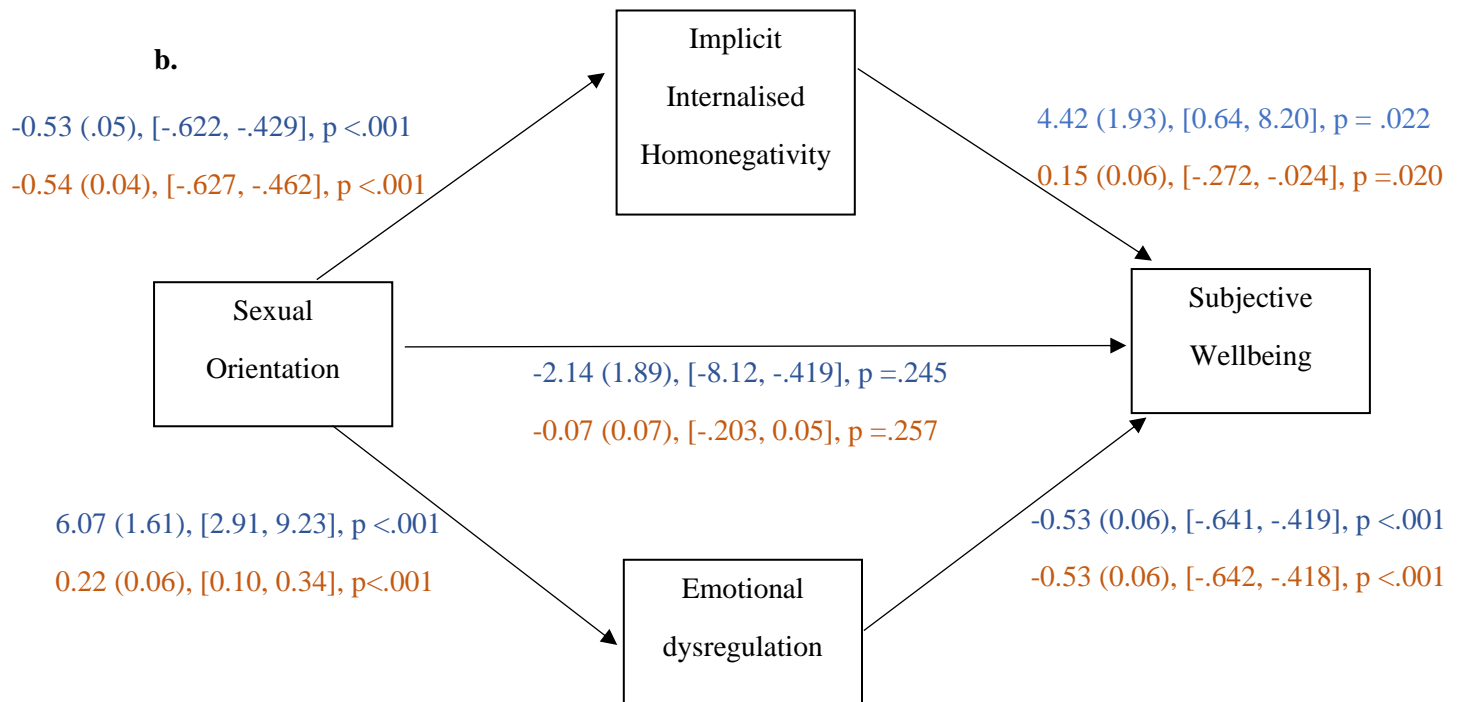 b.
Implicit
Internalised
Homonegativity
-0.53 (.05), [-.622, -.429], p <.001
-0.54 (0.04), [-.627, -.462], p <.001
4.42 (1.93), [0.64, 8.20], p = .022
0.15 (0.06), [-.272, -.024], p =.020
Sexual
Orientation
Subjective
Wellbeing
-2.14 (1.89), [-8.12, -.419], p =.245
-0.07 (0.07), [-.203, 0.05], p =.257
6.07 (1.61), [2.91, 9.23], p <.001
0.22 (0.06), [0.10, 0.34], p<.001
-0.53 (0.06), [-.641, -.419], p <.001
-0.53 (0.06), [-.642, -.418], p <.001
Emotional
dysregulation